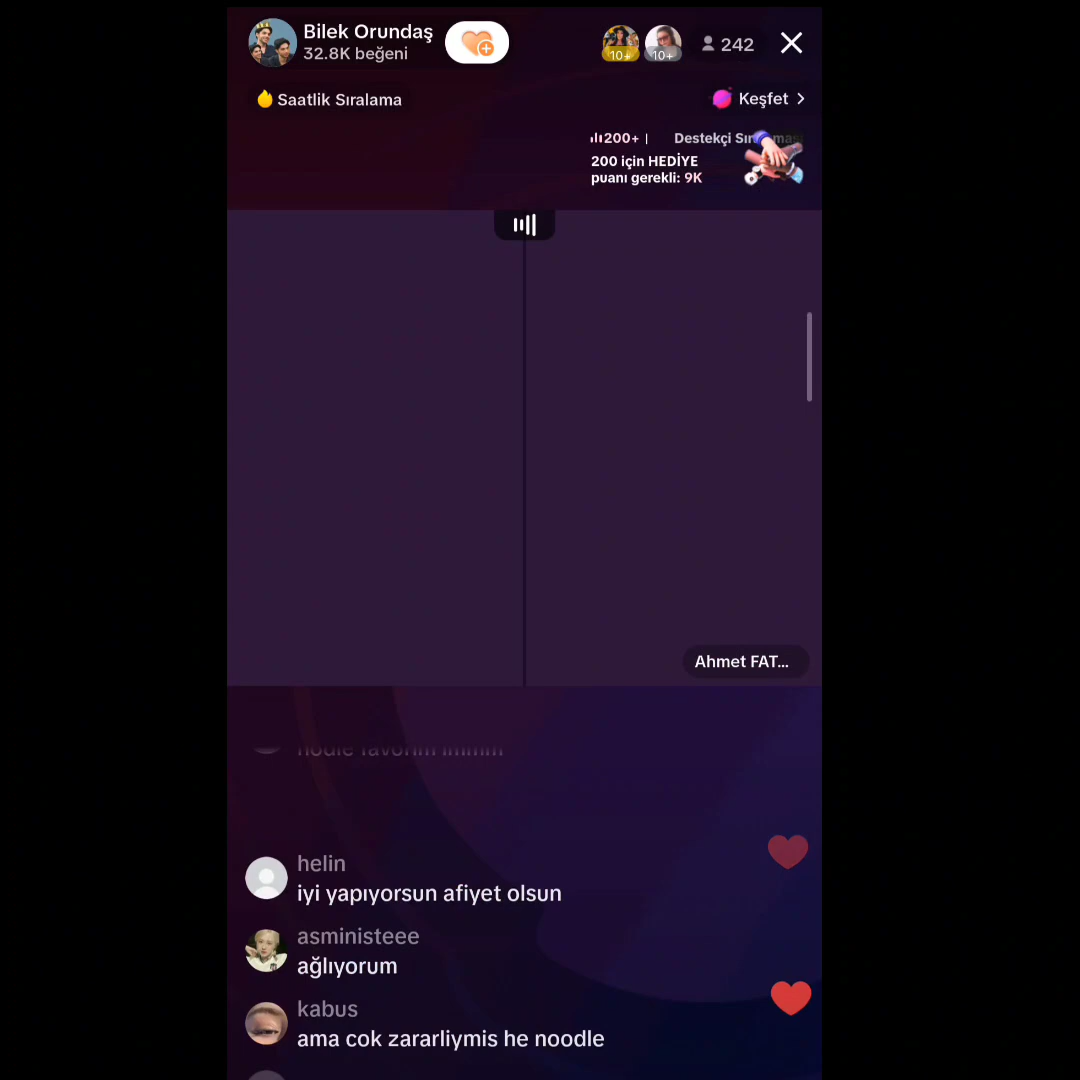 Bilek Orundaş
32.8K beğeni
10+
10+
242
Saatlik Sıralama
Keşfet
200+
Destekçi
200 için HEDİYE
puanı gerekli: 9K
Ahmet FAT...
helin
iyi yapıyorsun afiyet olsun
asministeee
ağlıyorum
kabus
ama cok zararliymis he noodle